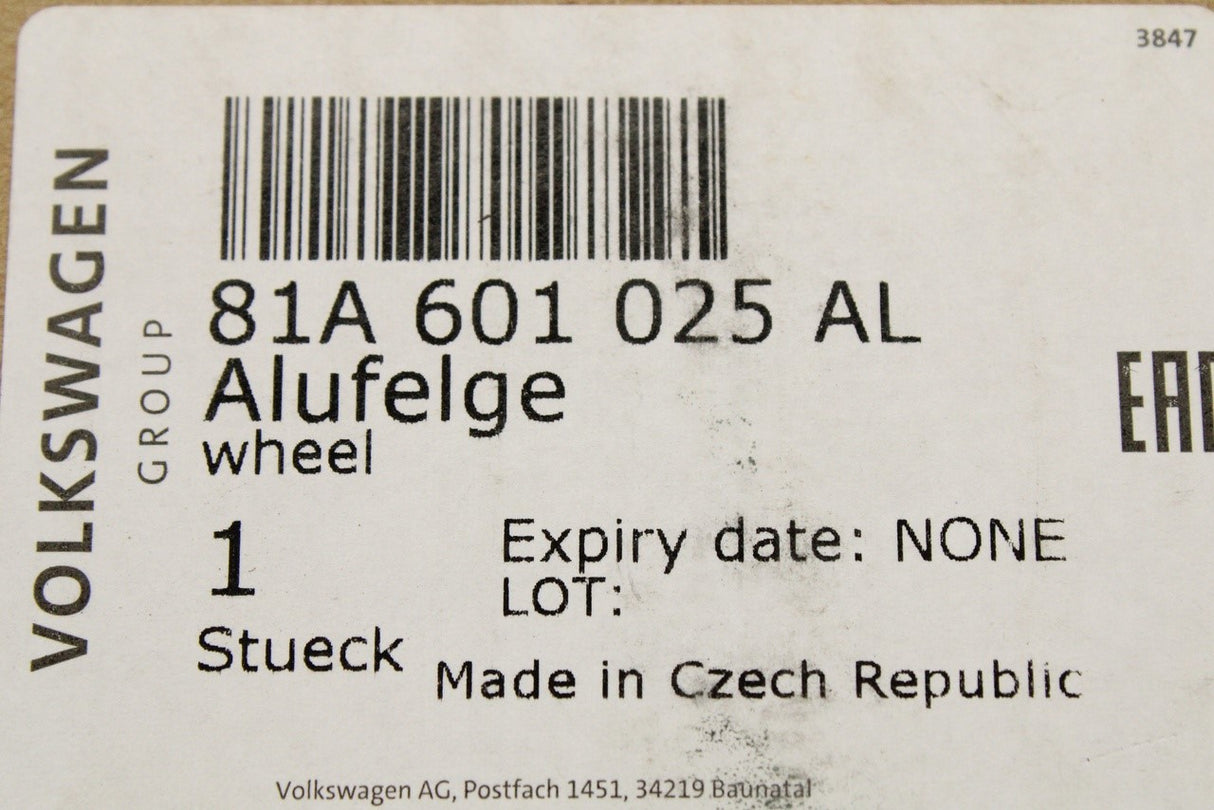 3847
VOLKSWAGEN
GROUP
81A 601 025 AL
Alufelge
wheel
EAC
1
Stueck
Expiry date: NONE
LOT:
Made in Czech Republic
Volkswagen AG, Postfach 1451, 34219 Baunatal